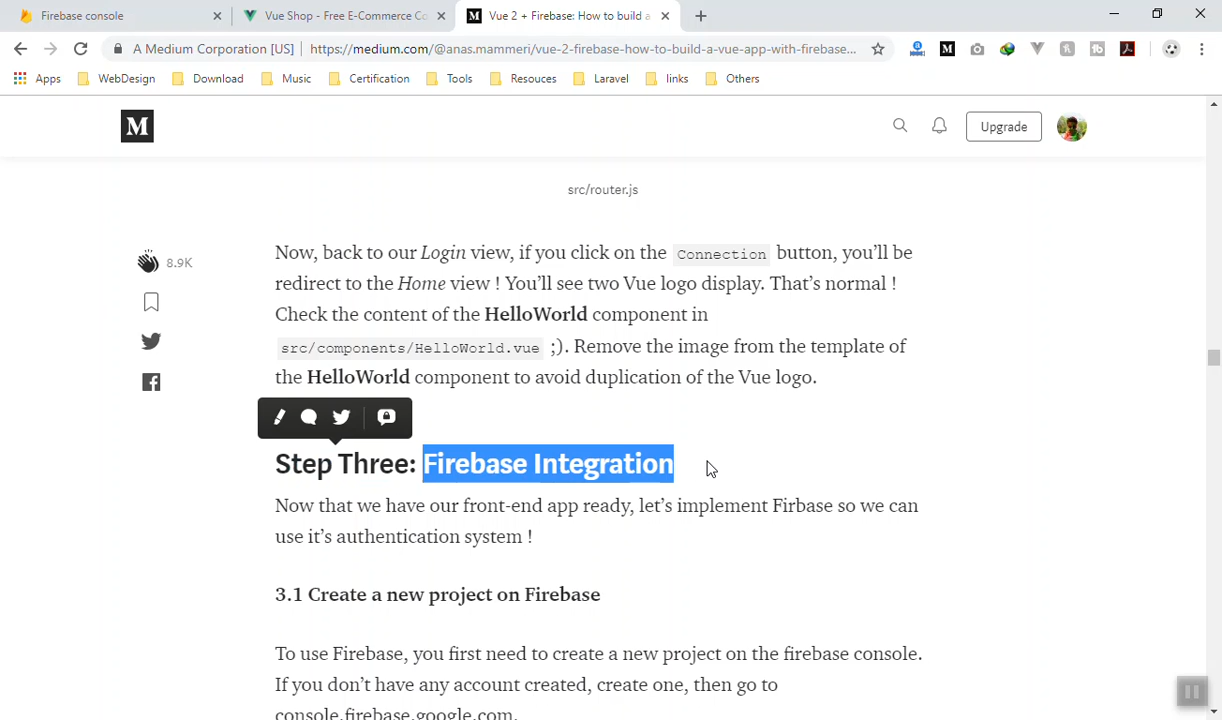 Firebase console
Vue Shop - Free E-Commerce Co
Vue 2 + Firebase: How to build a
A Medium Corporation [US] | https://medium.com/@anas.mammeri/vue-2-firebase-how-to-build-a-vue-app-with-firebase...
Apps WebDesign Download Music Certification Tools Resouces Laravel links Others
M
Upgrade
src/router.js
Now, back to our Login view, if you click on the Connection button, you’ll be
8.9K
redirect to the Home view ! You’ll see two Vue logo display. That’s normal !
Check the content of the HelloWorld component in
src/components/HelloWorld.vue ;). Remove the image from the template of
the HelloWorld component to avoid duplication of the Vue logo.
Step Three: Firebase Integration
Now that we have our front-end app ready, let’s implement Firbase so we can
use it’s authentication system !
3.1 Create a new project on Firebase
To use Firebase, you first need to create a new project on the firebase console.
If you don’t have any account created, create one, then go to
console.firebase.google.com.